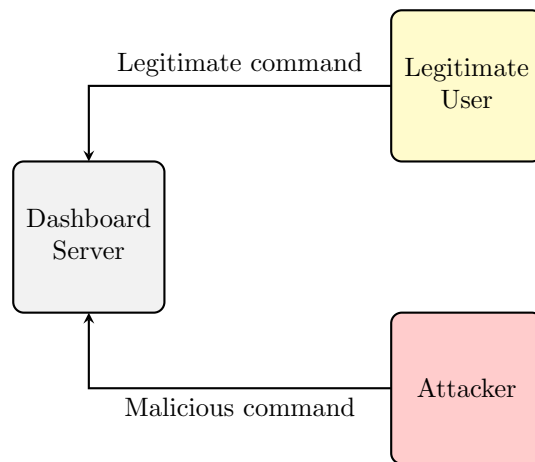 Legitimate command
Legitimate
User
Dashboard
Server
Malicious command
Attacker